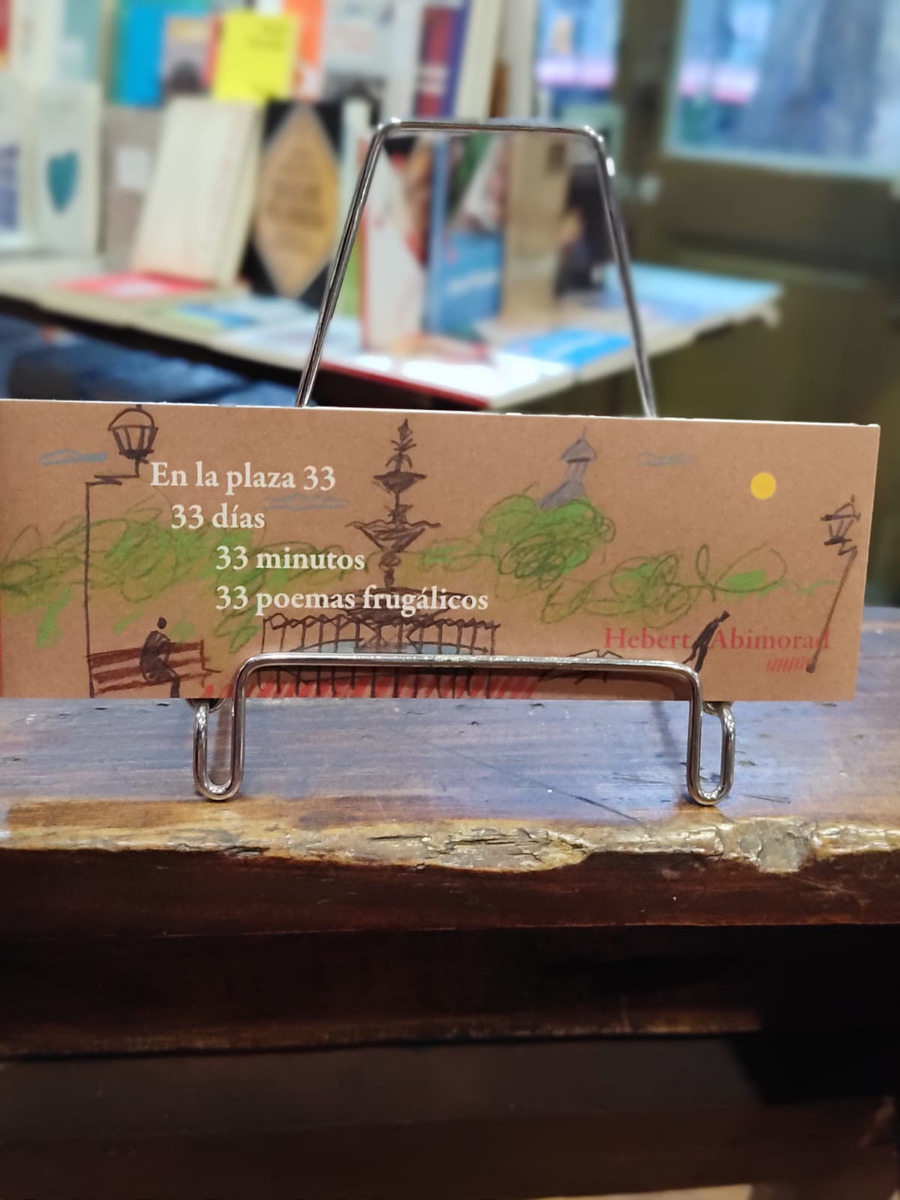 En la plaza 33
33 días
33 minutos
33 poemas frugálicos
Hebert Abimorad